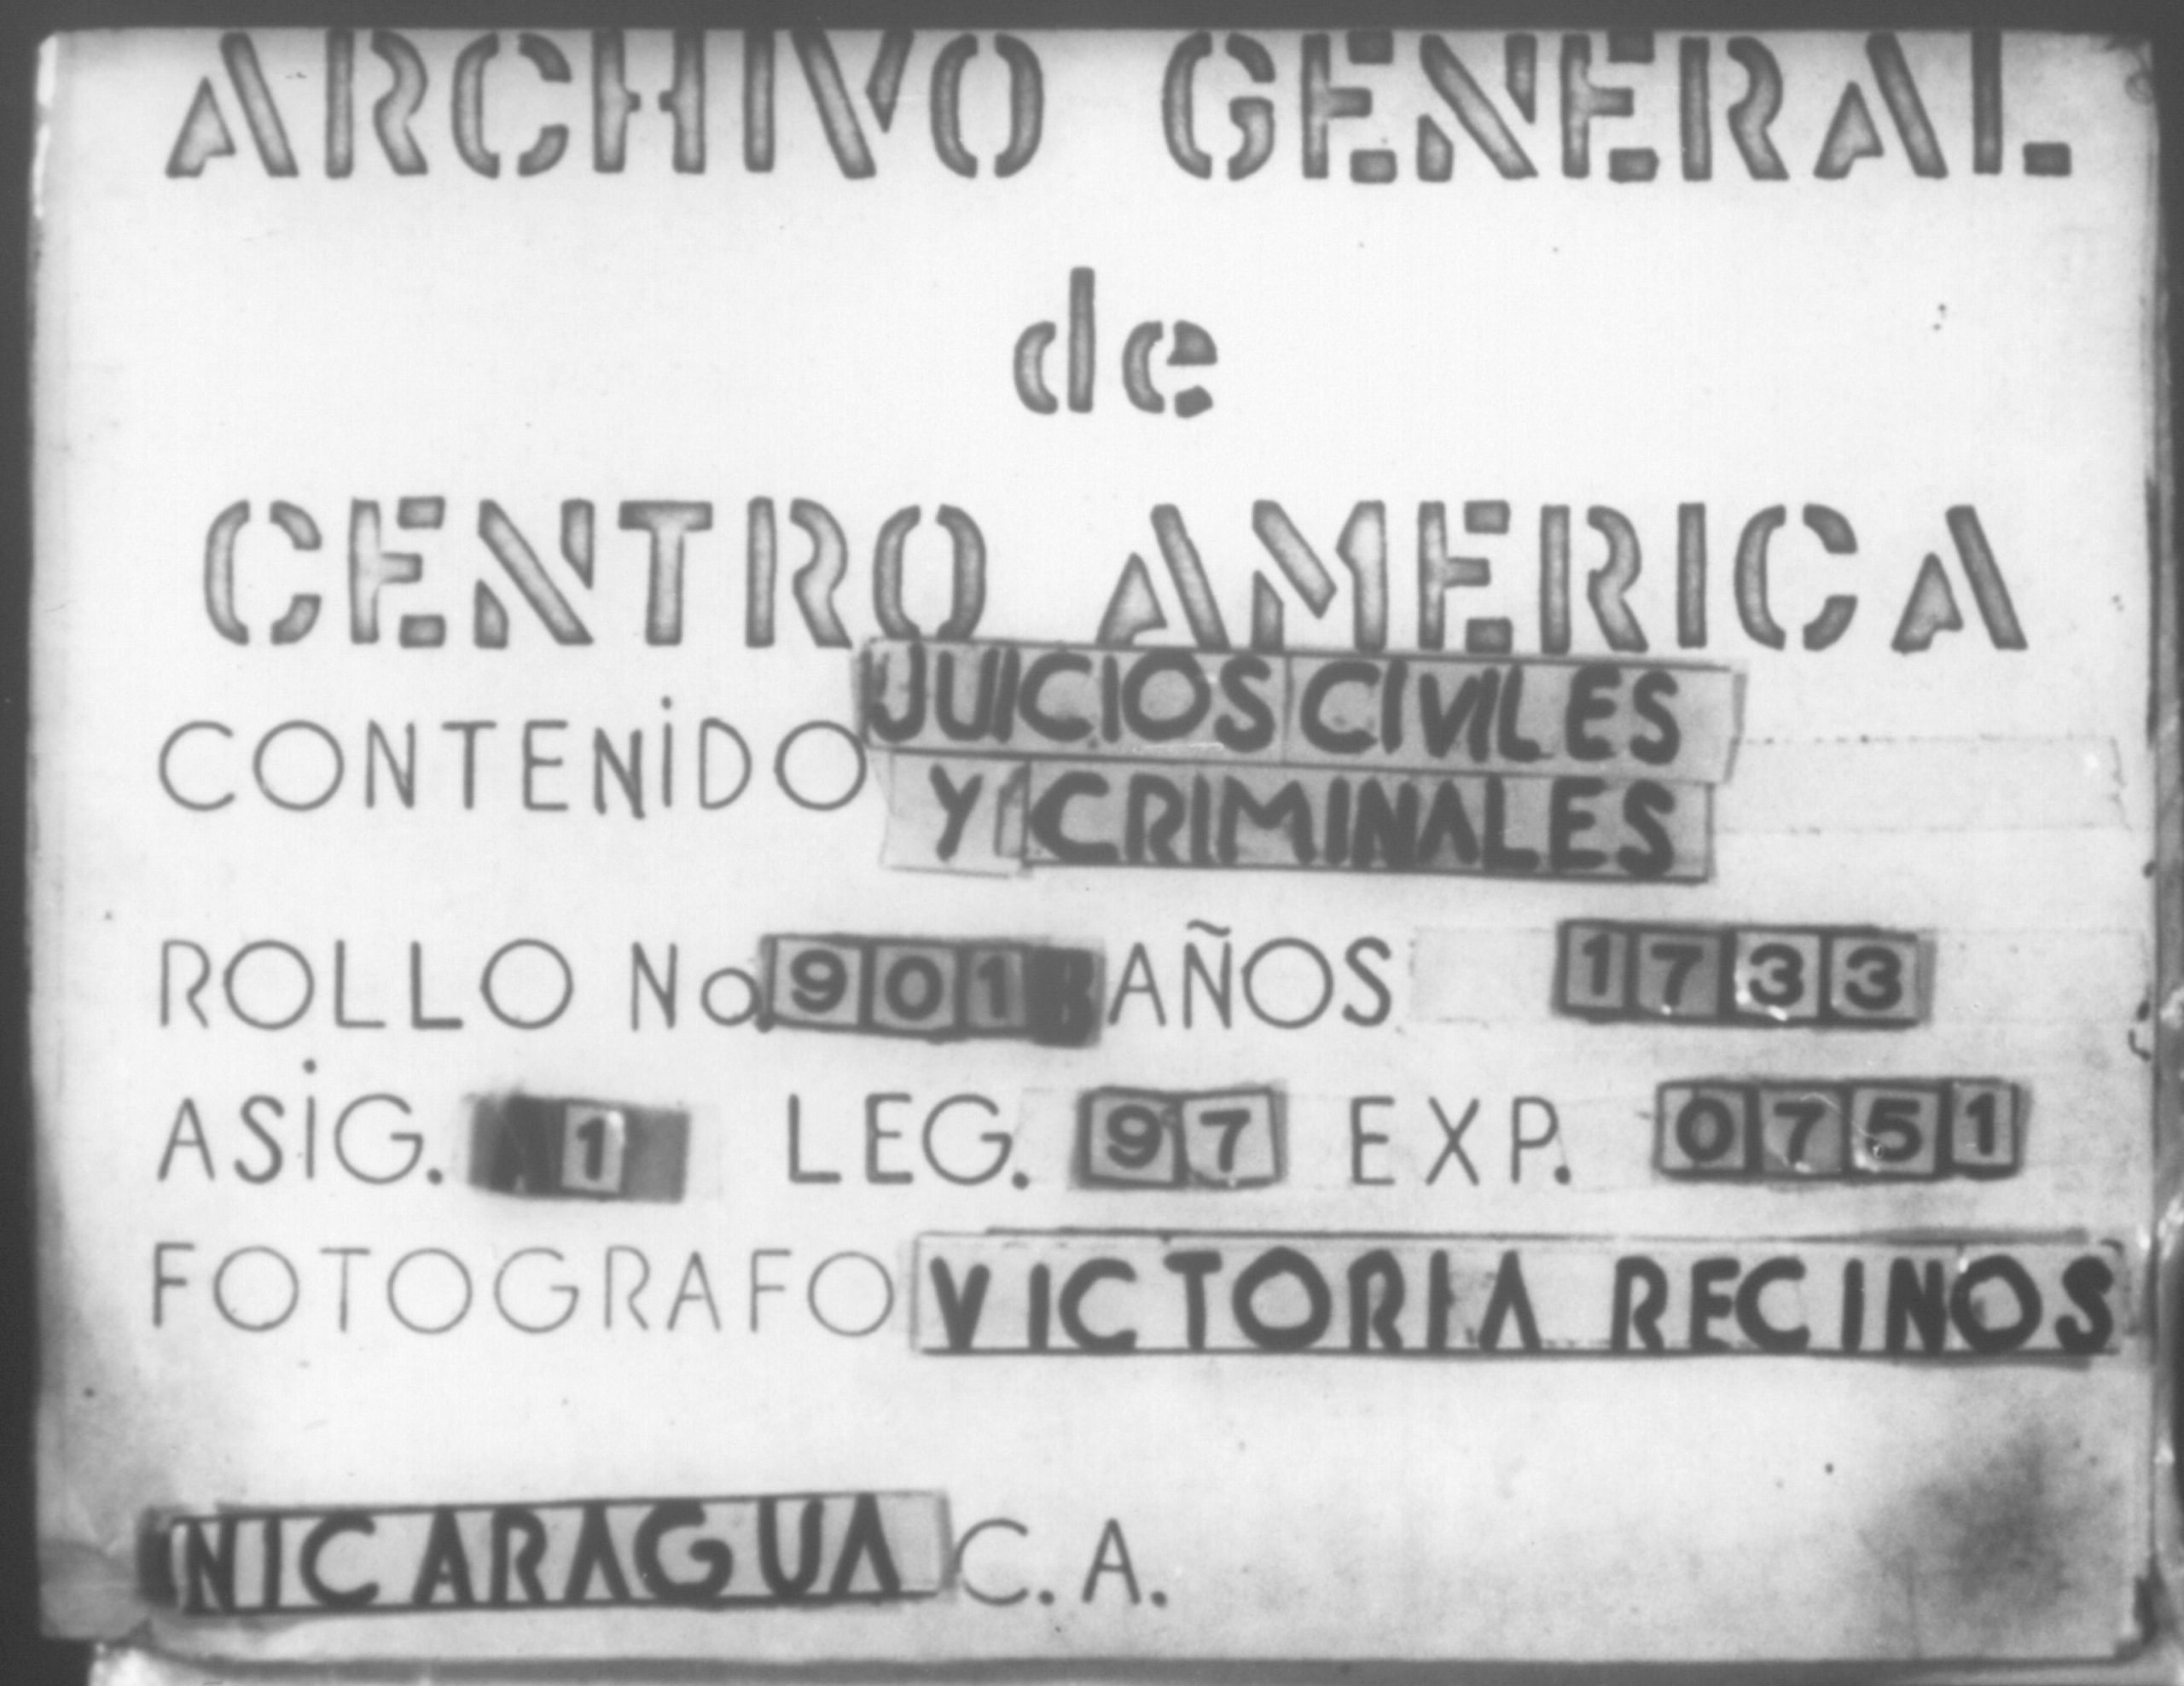 ARCHIVO GENERAL
de
CENTRO AMERICA
CONTENIDO JUICIOS CIVILES
Y CRIMINALES
ROLLO No. 901 AÑOS 1733
ASIG. 1 LEG. 97 EXP. 0751
FOTOGRAFO VICTORIA RECINOS
NICARAGUA C.A.